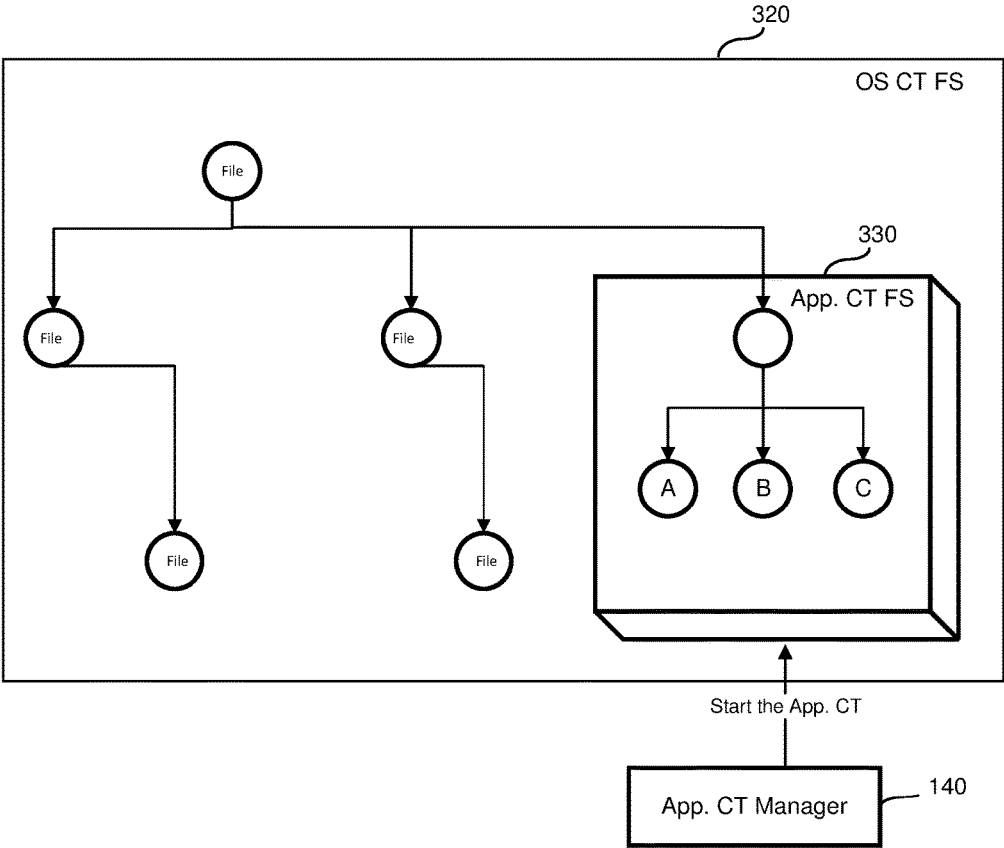 320
OS CT FS
File
330
App. CT FS
File
File
A
B
C
File
File
Start the App. CT
App. CT Manager
140